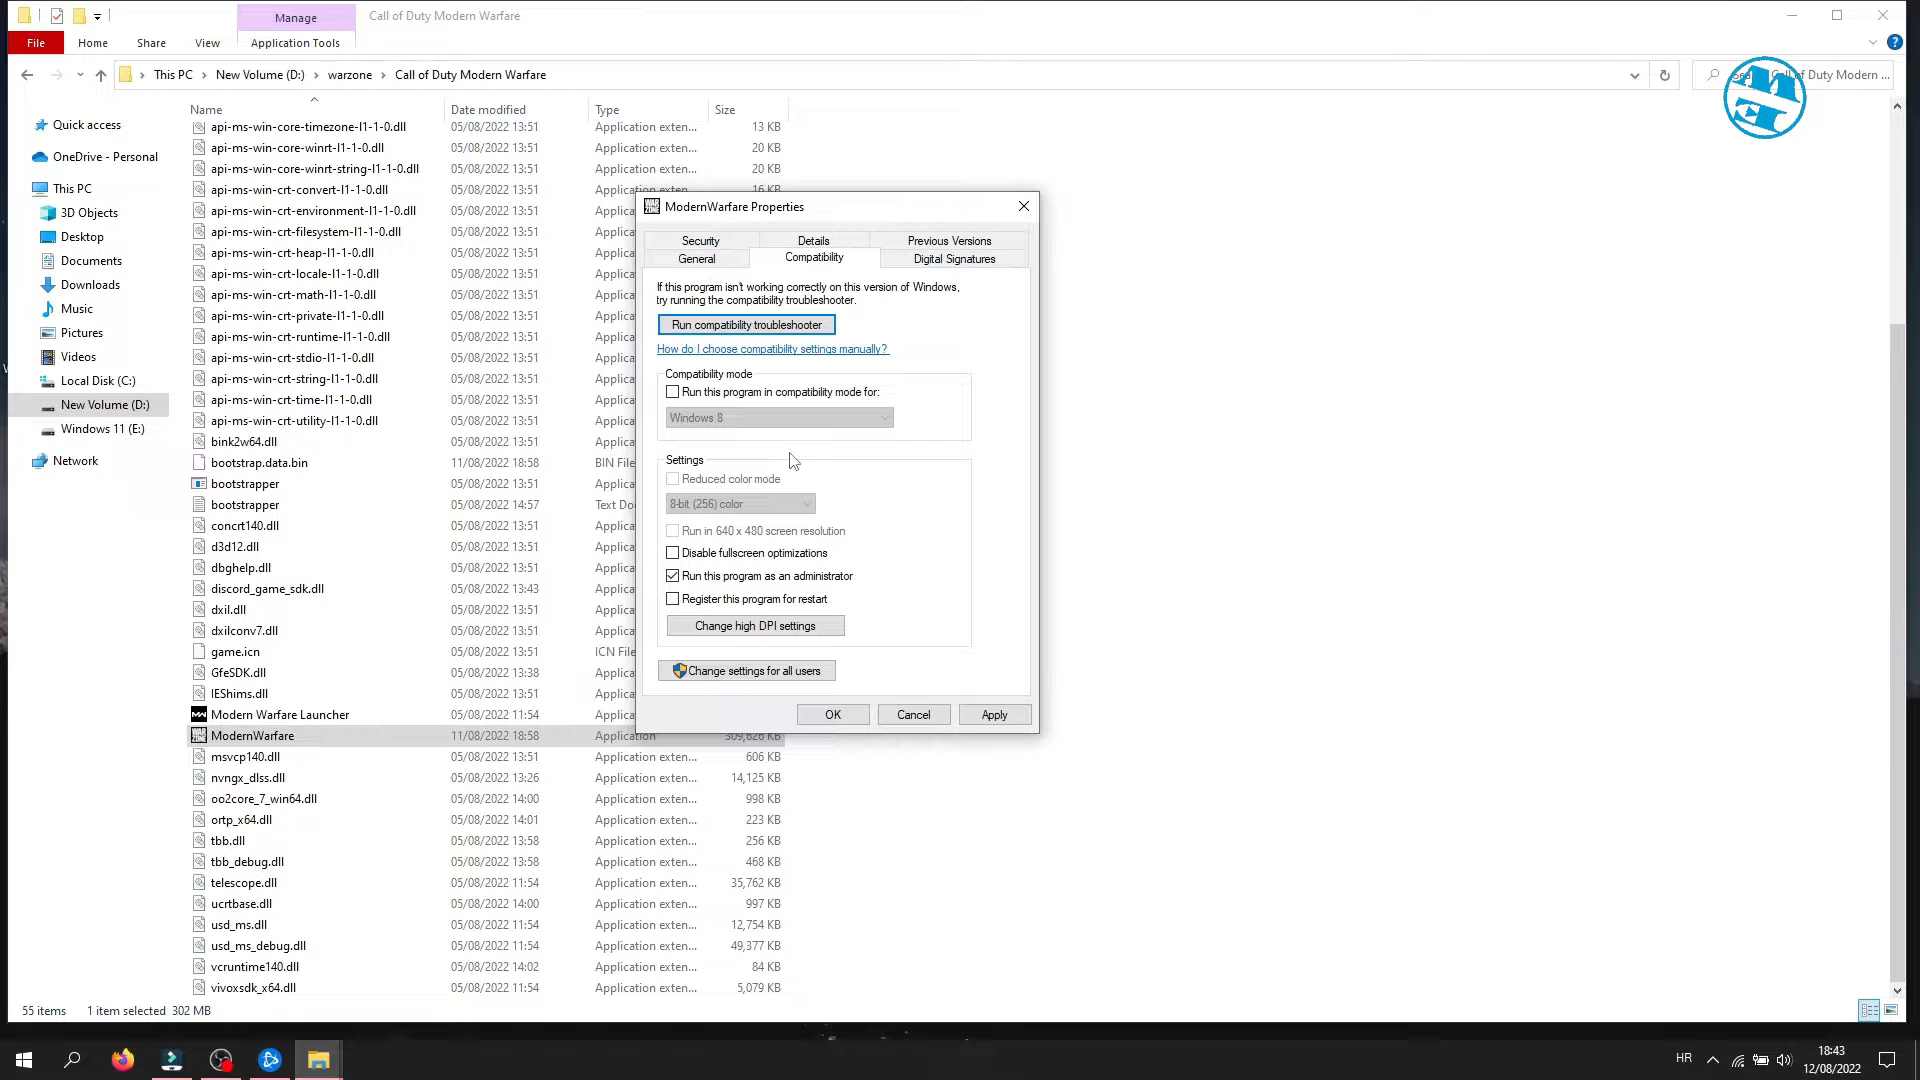 Manage
Call of Duty Modern Warfare
File
Home
Share
View
Application Tools
This PC > New Volume (D:) > warzone > Call of Duty Modern Warfare
of Duty Modern ...
Name
Date modified
Type
Size
Quick access
OneDrive - Personal
This PC
3D Objects
Desktop
Documents
Downloads
Music
Pictures
Videos
Local Disk (C:)
New Volume (D:)
Windows 11 (E:)
Network
api-ms-win-core-timezone-l1-1-0.dll 05/08/2022 13:51 Application exten... 13 KB
api-ms-win-core-winrt-l1-1-0.dll 05/08/2022 13:51 Application exten... 20 KB
api-ms-win-core-winrt-string-l1-1-0.dll 05/08/2022 13:51 Application exten... 20 KB
api-ms-win-crt-convert-l1-1-0.dll 05/08/2022 13:51 Application exten... 16 KB
api-ms-win-crt-environment-l1-1-0.dll 05/08/2022 13:51 Applica
api-ms-win-crt-filesystem-l1-1-0.dll 05/08/2022 13:51 Applica
api-ms-win-crt-heap-l1-1-0.dll 05/08/2022 13:51 Applica
api-ms-win-crt-locale-l1-1-0.dll 05/08/2022 13:51 Applica
api-ms-win-crt-math-l1-1-0.dll 05/08/2022 13:51 Applica
api-ms-win-crt-private-l1-1-0.dll 05/08/2022 13:51 Applica
api-ms-win-crt-runtime-l1-1-0.dll 05/08/2022 13:51 Applica
api-ms-win-crt-stdio-l1-1-0.dll 05/08/2022 13:51 Applica
api-ms-win-crt-string-l1-1-0.dll 05/08/2022 13:51 Applica
api-ms-win-crt-time-l1-1-0.dll 05/08/2022 13:51 Applica
api-ms-win-crt-utility-l1-1-0.dll 05/08/2022 13:51 Applica
bink2w64.dll 05/08/2022 13:51 Applica
bootstrap.data.bin 11/08/2022 18:58 BIN File
bootstrapper 05/08/2022 13:51 Applica
bootstrapper 05/08/2022 14:57 Text Do
concrt140.dll 05/08/2022 13:51 Applica
d3d12.dll 05/08/2022 13:51 Applica
dbghelp.dll 05/08/2022 13:51 Applica
discord_game_sdk.dll 05/08/2022 13:43 Applica
dxil.dll 05/08/2022 13:51 Applica
dxilconv7.dll 05/08/2022 13:51 Applica
game.icn 05/08/2022 13:51 ICN File
GfeSDK.dll 05/08/2022 13:38 Applica
IEShims.dll 05/08/2022 13:51 Applica
Modern Warfare Launcher 05/08/2022 11:54 Applica
ModernWarfare 11/08/2022 18:58 Application 309,626 KB
msvcp140.dll 05/08/2022 13:51 Application exten... 606 KB
nvngx_dlss.dll 05/08/2022 13:26 Application exten... 14,125 KB
oo2core_7_win64.dll 05/08/2022 14:00 Application exten... 998 KB
ortp_x64.dll 05/08/2022 14:01 Application exten... 223 KB
tbb.dll 05/08/2022 13:58 Application exten... 256 KB
tbb_debug.dll 05/08/2022 13:58 Application exten... 468 KB
telescope.dll 05/08/2022 11:54 Application exten... 35,762 KB
ucrtbase.dll 05/08/2022 14:00 Application exten... 997 KB
usd_ms.dll 05/08/2022 11:54 Application exten... 12,754 KB
usd_ms_debug.dll 05/08/2022 11:54 Application exten... 49,377 KB
vcruntime140.dll 05/08/2022 14:02 Application exten... 84 KB
vivoxsdk_x64.dll 05/08/2022 11:54 Application exten... 5,079 KB
ModernWarfare Properties
Security
Details
Previous Versions
General
Compatibility
Digital Signatures
If this program isn't working correctly on this version of Windows,
try running the compatibility troubleshooter.
Run compatibility troubleshooter
How do I choose compatibility settings manually?
Compatibility mode
Run this program in compatibility mode for:
Windows 8
Settings
Reduced color mode
8-bit (256) color
Run in 640 x 480 screen resolution
Disable fullscreen optimizations
Run this program as an administrator
Register this program for restart
Change high DPI settings
Change settings for all users
OK
Cancel
Apply
55 items
1 item selected 302 MB
HR
18:43
12/08/2022